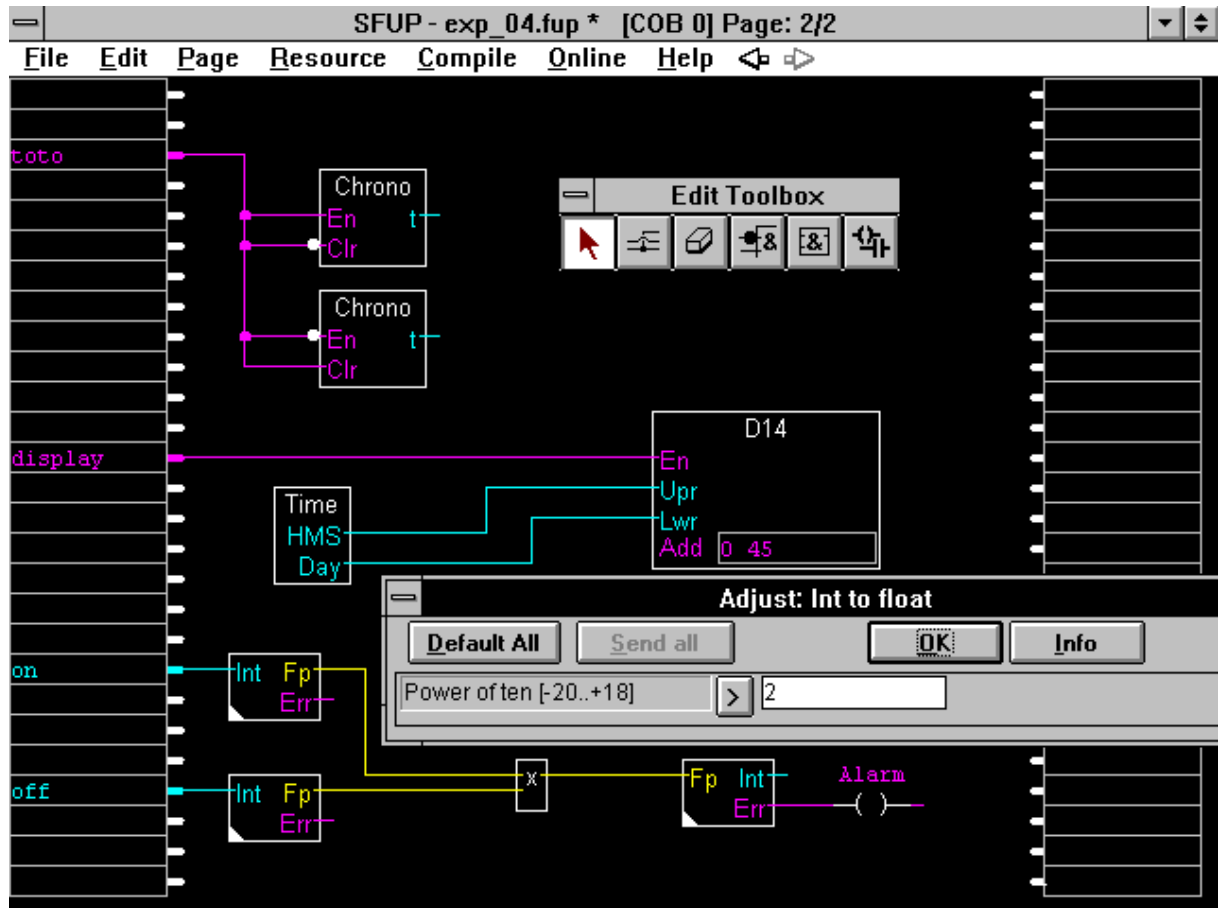 SFUP - exp_04.fup * [COB 0] Page: 2/2
File Edit Page Resource Compile Online Help
toto
Chrono
En t
Clr
Edit Toolbox
& &
Chrono
En t
Clr
D14
display
En
Upr
Lwr
Add 0 45
Time
HMS
Day
Adjust: Int to float
Default All Send all OK Info
Power of ten [-20..+18] > 2
on
Int Fp
Err
off
Int Fp
Err
x
Fp Int
Err
Alarm
( )